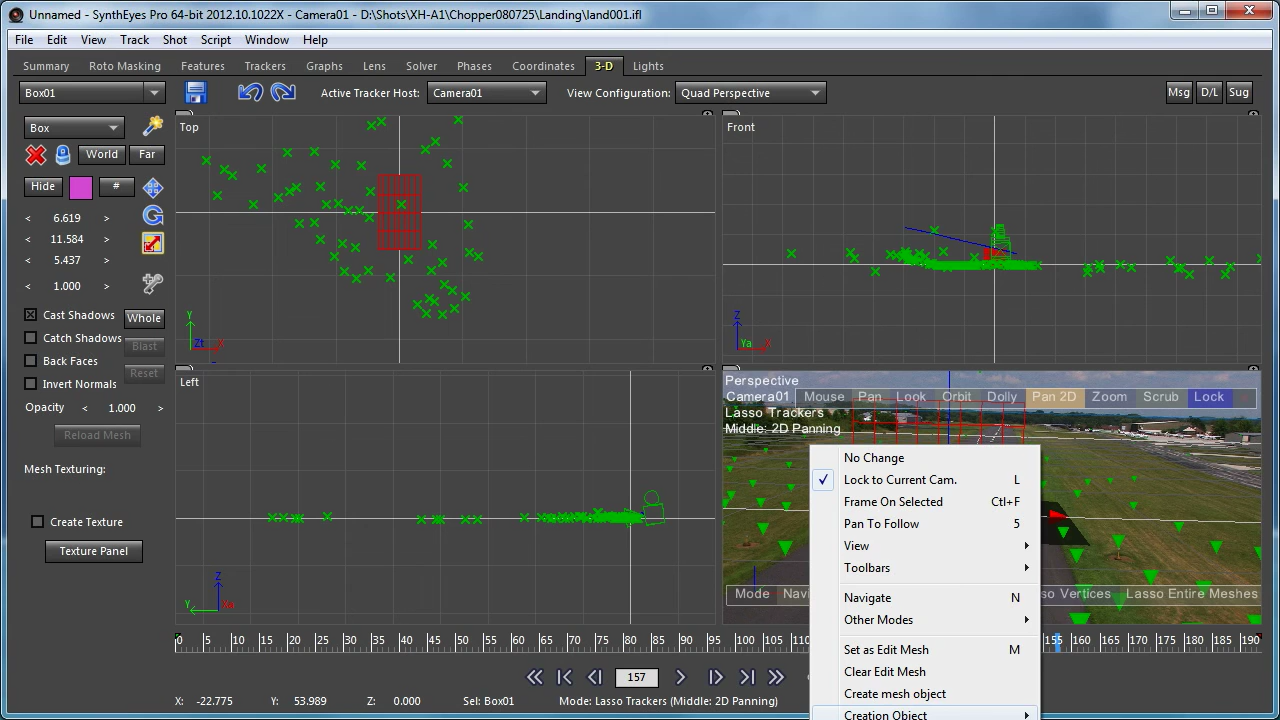 Unnamed - SynthEyes Pro 64-bit 2012.10.1022X - Camera01 - D:\Shots\XH-A1\Chopper080725\Landing\land001.ifl
File Edit View Track Shot Script Window Help
Summary Roto Masking Features Trackers Graphs Lens Solver Phases Coordinates 3-D Lights
Box01 Active Tracker Host: Camera01 View Configuration: Quad Perspective Msg D/L Sug
Box
World Far
Hide #
< 6.619 >
< 11.584 >
< 5.437 >
< 1.000 >
Cast Shadows Whole
Catch Shadows Blast
Back Faces
Invert Normals Reset
Opacity < 1.000 >
Reload Mesh
Mesh Texturing:
Create Texture
Texture Panel
Top
Y
Zt X
Front
Z
Ya X
Left
Z
Y Xa
Perspective
Camera01 Mouse Pan Look Orbit Dolly Pan 2D Zoom Scrub Lock
Lasso Trackers
Middle: 2D Panning
No Change
Lock to Current Cam. L
Frame On Selected Ctl+F
Pan To Follow 5
View
Toolbars
Navigate N
Other Modes
Set as Edit Mesh M
Clear Edit Mesh
Create mesh object
Creation Object
Mode Navi so Vertices Lasso Entire Meshes
0 5 10 15 20 25 30 35 40 45 50 55 60 65 70 75 80 85 90 95 100 105 110 115 155 160 165 170 175 180 185 190
157
X: -22.775 Y: 53.989 Z: 0.000 Sel: Box01 Mode: Lasso Trackers (Middle: 2D Panning)